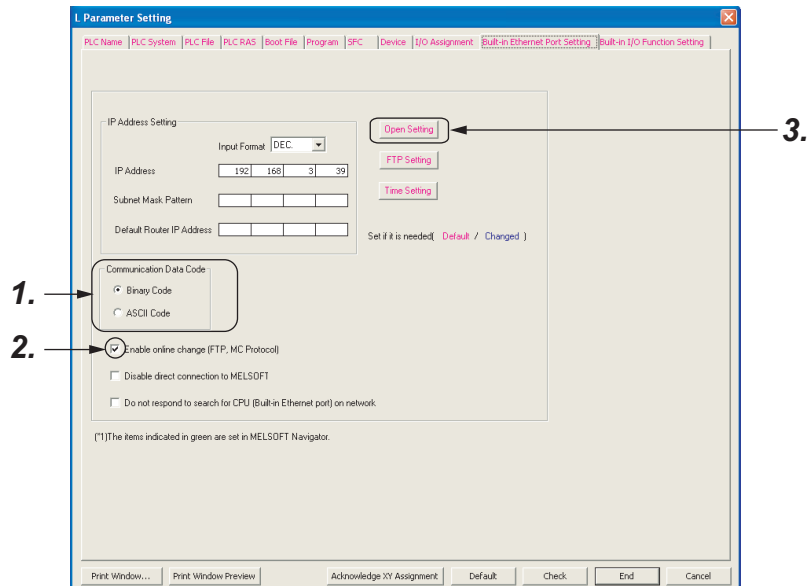 L Parameter Setting
PLC Name PLC System PLC File PLC RAS Boot File Program SFC Device I/O Assignment Built-in Ethernet Port Setting Built-in I/O Function Setting
IP Address Setting
Input Format DEC.
IP Address 192 168 3 39
Subnet Mask Pattern
Default Router IP Address
Open Setting
3.
FTP Setting
Time Setting
Set if it is needed( Default / Changed )
Communication Data Code
1.
Binary Code
ASCII Code
2.
Enable online change (FTP, MC Protocol)
Disable direct connection to MELSOFT
Do not respond to search for CPU (Built-in Ethernet port) on network
(*1)The items indicated in green are set in MELSOFT Navigator.
Print Window... Print Window Preview Acknowledge XY Assignment Default Check End Cancel